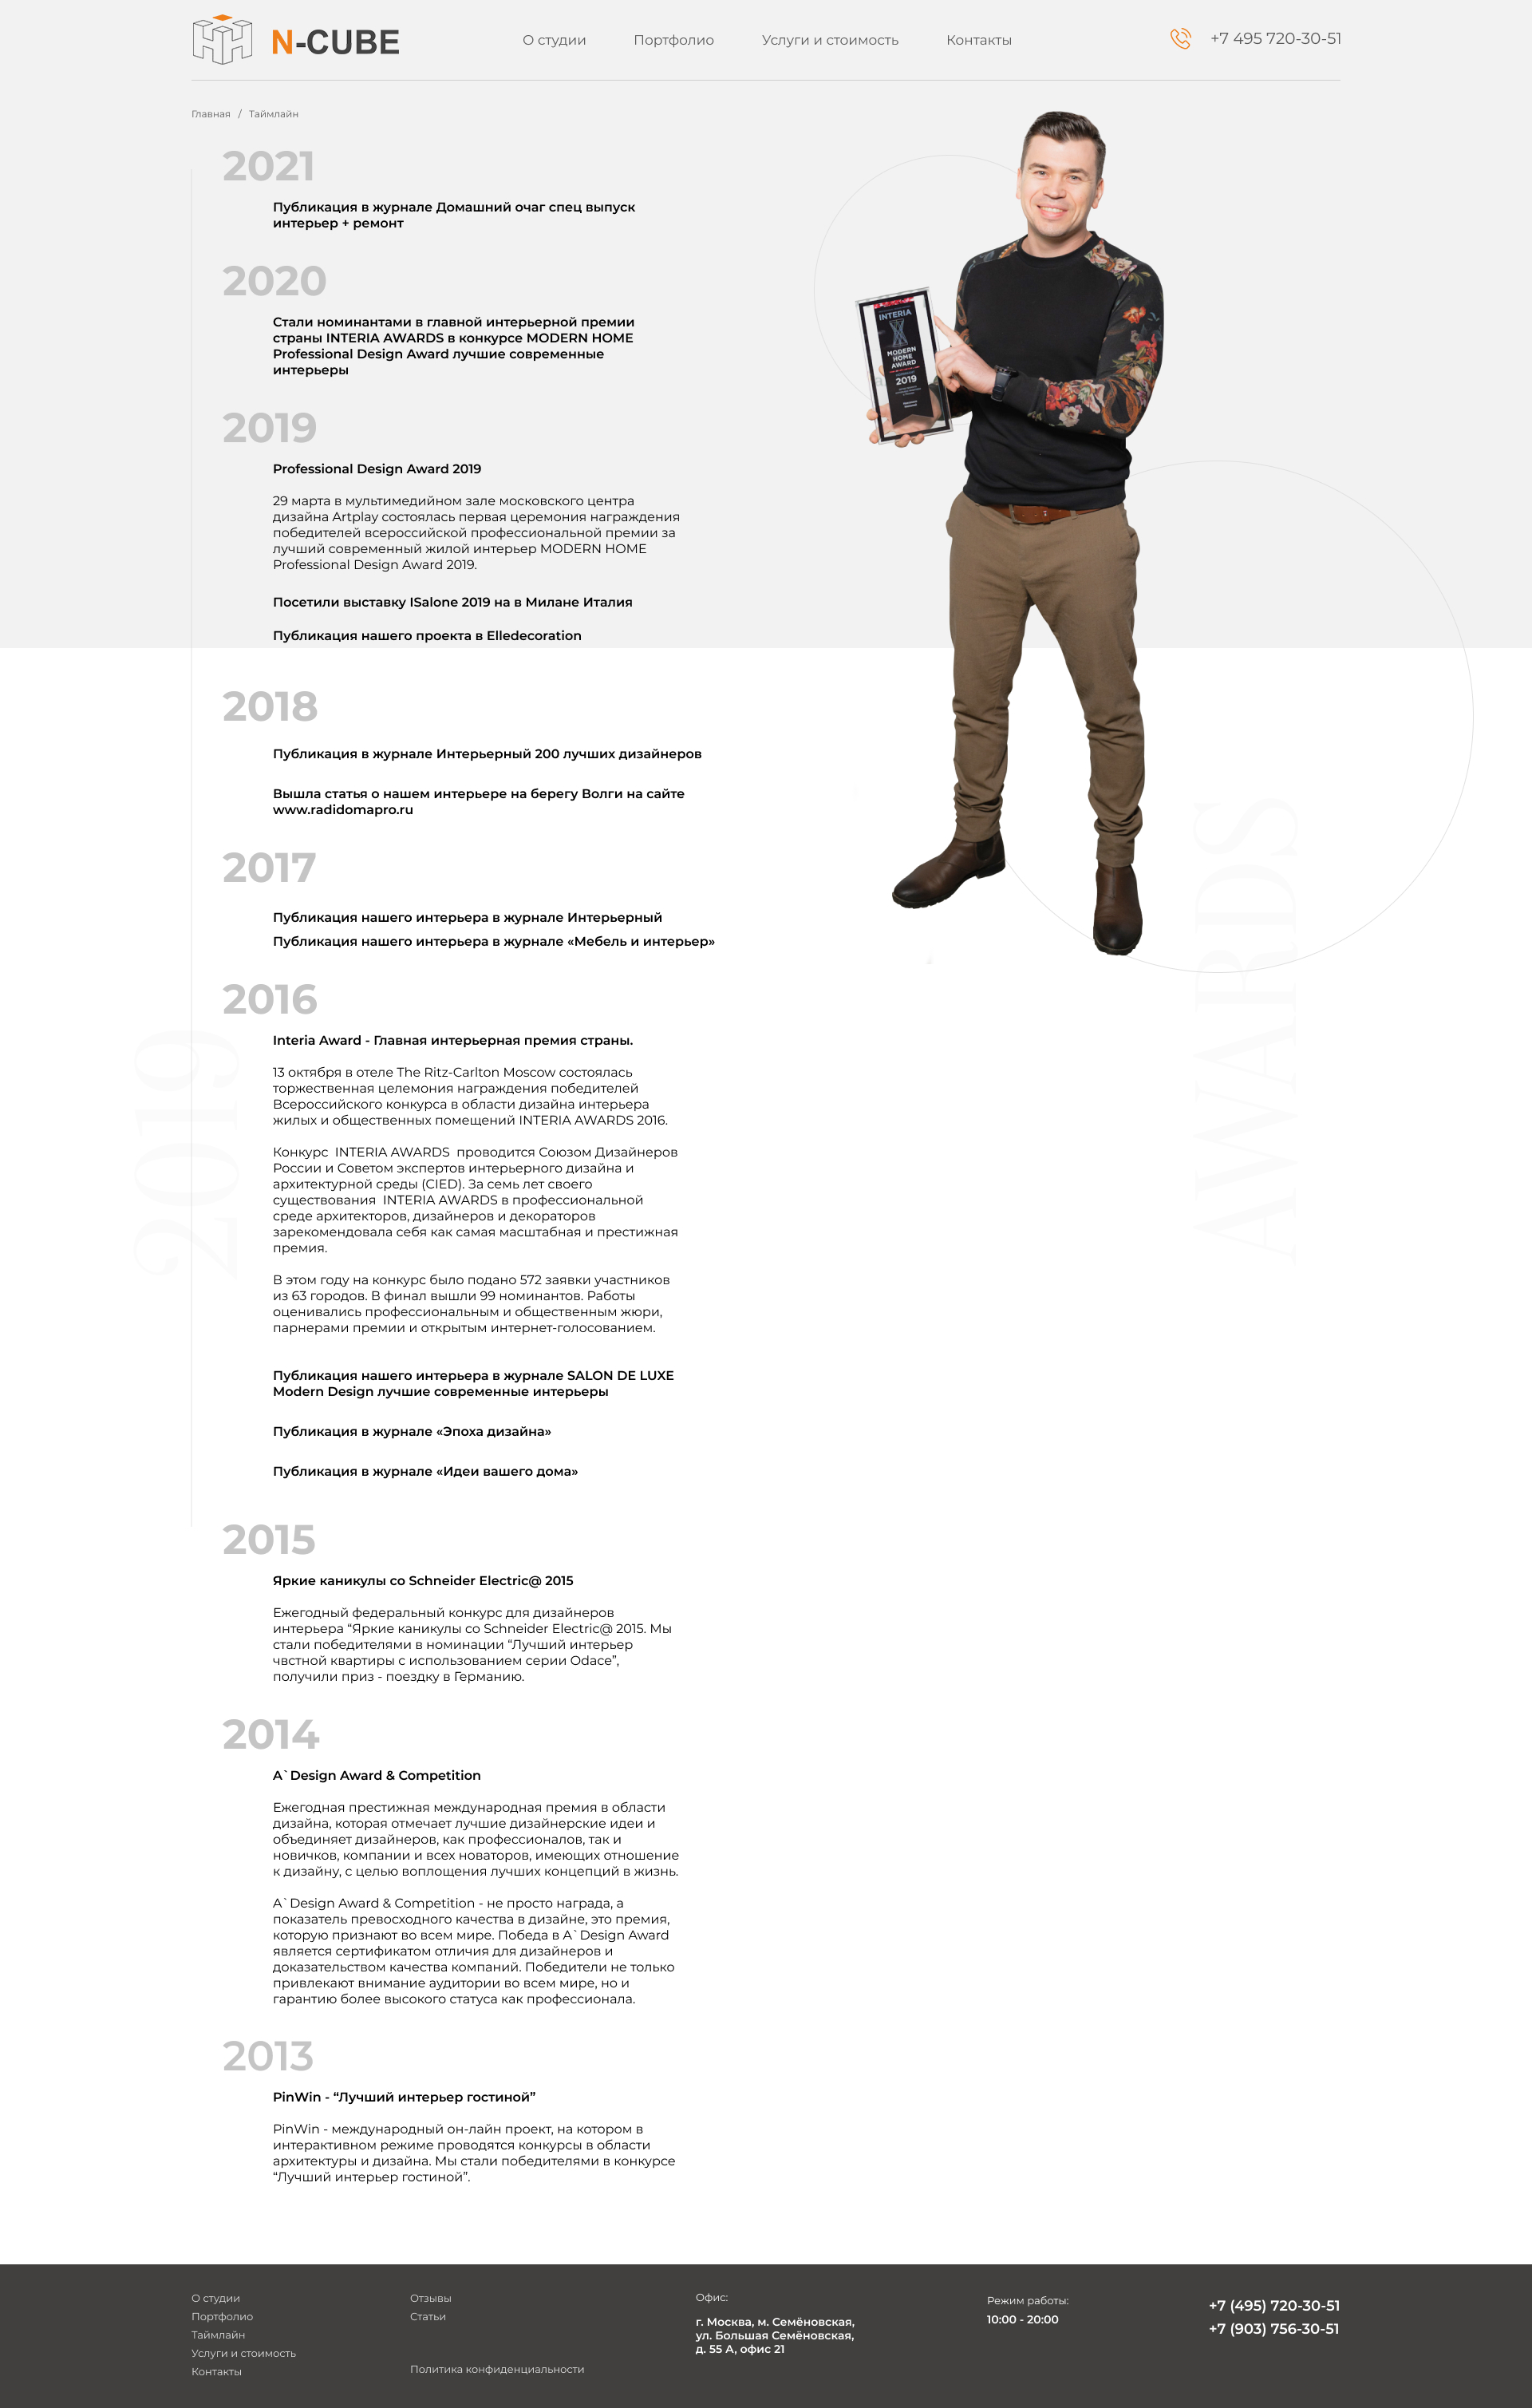 N-CUBE
О студии
Портфолио
Услуги и стоимость
Контакты
+7 495 720-30-51
Главная / Таймлайн
2021
Публикация в журнале Домашний очаг спец выпуск
интерьер + ремонт
2020
Стали номинантами в главной интерьерной премии
страны INTERIA AWARDS в конкурсе MODERN HOME
Professional Design Award лучшие современные
интерьеры
INTERIA
MODERN
HOME
AWARD
2019
2019
Professional Design Award 2019
29 марта в мультимедийном зале московского центра
дизайна Artplay состоялась первая церемония награждения
победителей всероссийской профессиональной премии за
лучший современный жилой интерьер MODERN HOME
Professional Design Award 2019.
Посетили выставку ISalone 2019 на в Милане Италия
Публикация нашего проекта в Elledecoration
2018
Публикация в журнале Интерьерный 200 лучших дизайнеров
Вышла статья о нашем интерьере на берегу Волги на сайте
www.radidomapro.ru
2017
Публикация нашего интерьера в журнале Интерьерный
Публикация нашего интерьера в журнале «Мебель и интерьер»
AWARDS
2019
2016
Interia Award - Главная интерьерная премия страны.
13 октября в отеле The Ritz-Carlton Moscow состоялась
торжественная целемония награждения победителей
Всероссийского конкурса в области дизайна интерьера
жилых и общественных помещений INTERIA AWARDS 2016.
Конкурс  INTERIA AWARDS  проводится Союзом Дизайнеров
России и Советом экспертов интерьерного дизайна и
архитектурной среды (CIED). За семь лет своего
существования  INTERIA AWARDS в профессиональной
среде архитекторов, дизайнеров и декораторов
зарекомендовала себя как самая масштабная и престижная
премия.
В этом году на конкурс было подано 572 заявки участников
из 63 городов. В финал вышли 99 номинантов. Работы
оценивались профессиональным и общественным жюри,
парнерами премии и открытым интернет-голосованием.
Публикация нашего интерьера в журнале SALON DE LUXE
Modern Design лучшие современные интерьеры
Публикация в журнале «Эпоха дизайна»
Публикация в журнале «Идеи вашего дома»
2015
Яркие каникулы со Schneider Electric@ 2015
Ежегодный федеральный конкурс для дизайнеров
интерьера “Яркие каникулы со Schneider Electric@ 2015. Мы
стали победителями в номинации “Лучший интерьер
чвстной квартиры с использованием серии Odace”,
получили приз - поездку в Германию.
2014
A`Design Award & Competition
Ежегодная престижная международная премия в области
дизайна, которая отмечает лучшие дизайнерские идеи и
объединяет дизайнеров, как профессионалов, так и
новичков, компании и всех новаторов, имеющих отношение
к дизайну, с целью воплощения лучших концепций в жизнь.
A`Design Award & Competition - не просто награда, а
показатель превосходного качества в дизайне, это премия,
которую признают во всем мире. Победа в A`Design Award
является сертификатом отличия для дизайнеров и
доказательством качества компаний. Победители не только
привлекают внимание аудитории во всем мире, но и
гарантию более высокого статуса как профессионала.
2013
PinWin - “Лучший интерьер гостиной”
PinWin - международный он-лайн проект, на котором в
интерактивном режиме проводятся конкурсы в области
архитектуры и дизайна. Мы стали победителями в конкурсе
“Лучший интерьер гостиной”.
О студии
Портфолио
Таймлайн
Услуги и стоимость
Контакты
Отзывы
Статьи
Политика конфиденциальности
Офис:
г. Москва, м. Семёновская,
ул. Большая Семёновская,
д. 55 А, офис 21
Режим работы:
10:00 - 20:00
+7 (495) 720-30-51
+7 (903) 756-30-51